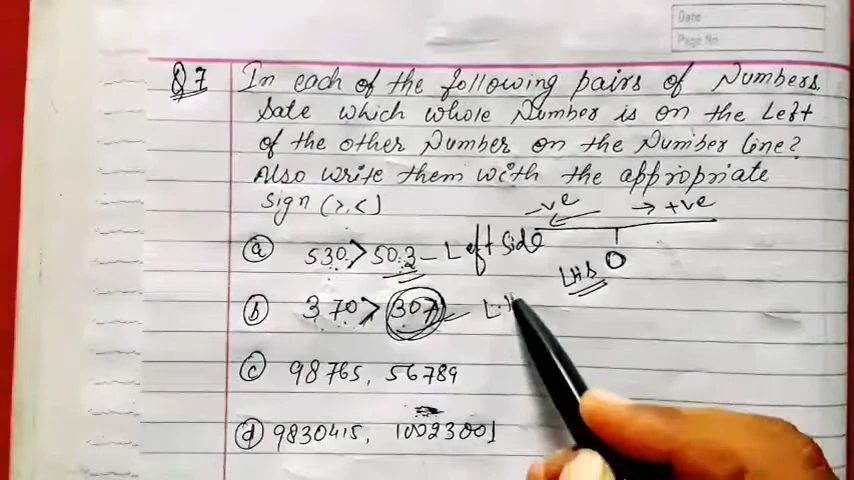 Date
Page No
Q 7 In each of the following pairs of Numbers,
Sate which whole Number is on the Left
of the other Number on the Number line?
Also write them with the appropriate
sign (>, <)
-ve → +ve
(a) 530 > 503 - Left Side
0
LHS
(b) 370 > 307 - L.H
(c) 98765, 56789
(d) 9830415, 10023001